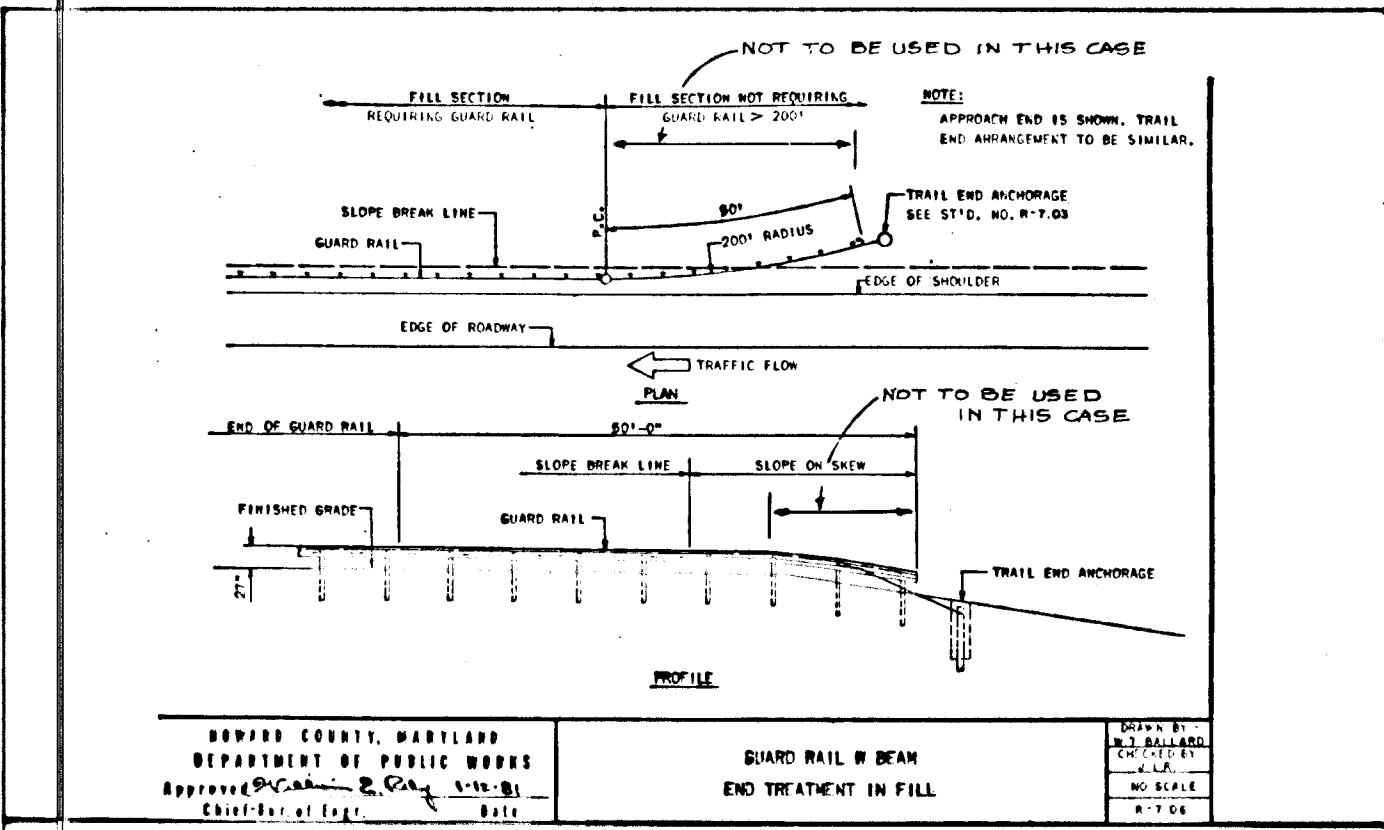 NOT TO BE USED IN THIS CASE
FILL SECTION
REQUIRING GUARD RAIL
FILL SECTION NOT REQUIRING
GUARD RAIL > 200'
NOTE:
APPROACH END IS SHOWN. TRAIL
END ARRANGEMENT TO BE SIMILAR.
P.C.
50'
200' RADIUS
TRAIL END ANCHORAGE
SEE ST'D. NO. R-7.03
SLOPE BREAK LINE
GUARD RAIL
EDGE OF SHOULDER
EDGE OF ROADWAY
TRAFFIC FLOW
PLAN
NOT TO BE USED
IN THIS CASE
END OF GUARD RAIL
50'-0"
SLOPE BREAK LINE
SLOPE ON SKEW
FINISHED GRADE
GUARD RAIL
27"
TRAIL END ANCHORAGE
PROFILE
HOWARD COUNTY, MARYLAND
DEPARTMENT OF PUBLIC WORKS
Approved William E. Riley 1-12-81
Chief-Bur. of Engr. Date
GUARD RAIL W BEAM
END TREATMENT IN FILL
DRAWN BY -
W.T. BALLARD
CHECKED BY
J.L.R.
NO SCALE
R-7.06